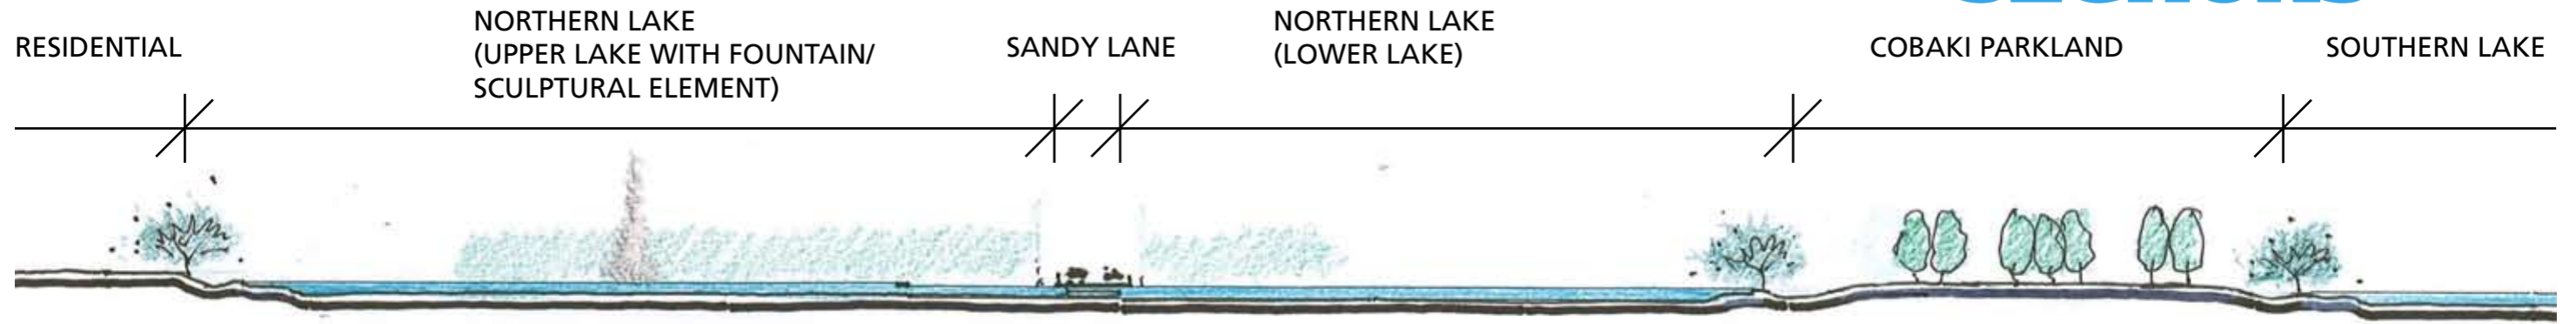 RESIDENTIAL
NORTHERN LAKE
(UPPER LAKE WITH FOUNTAIN/
SCULPTURAL ELEMENT)
SANDY LANE
NORTHERN LAKE
(LOWER LAKE)
COBAKI PARKLAND
SOUTHERN LAKE